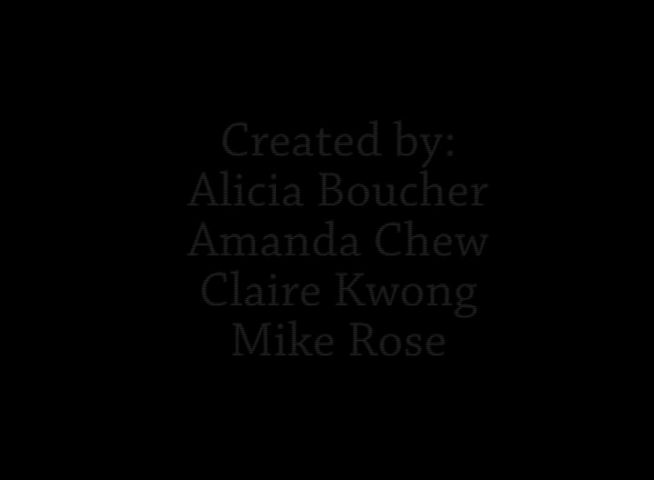 Created by:
Alicia Boucher
Amanda Chew
Claire Kwong
Mike Rose